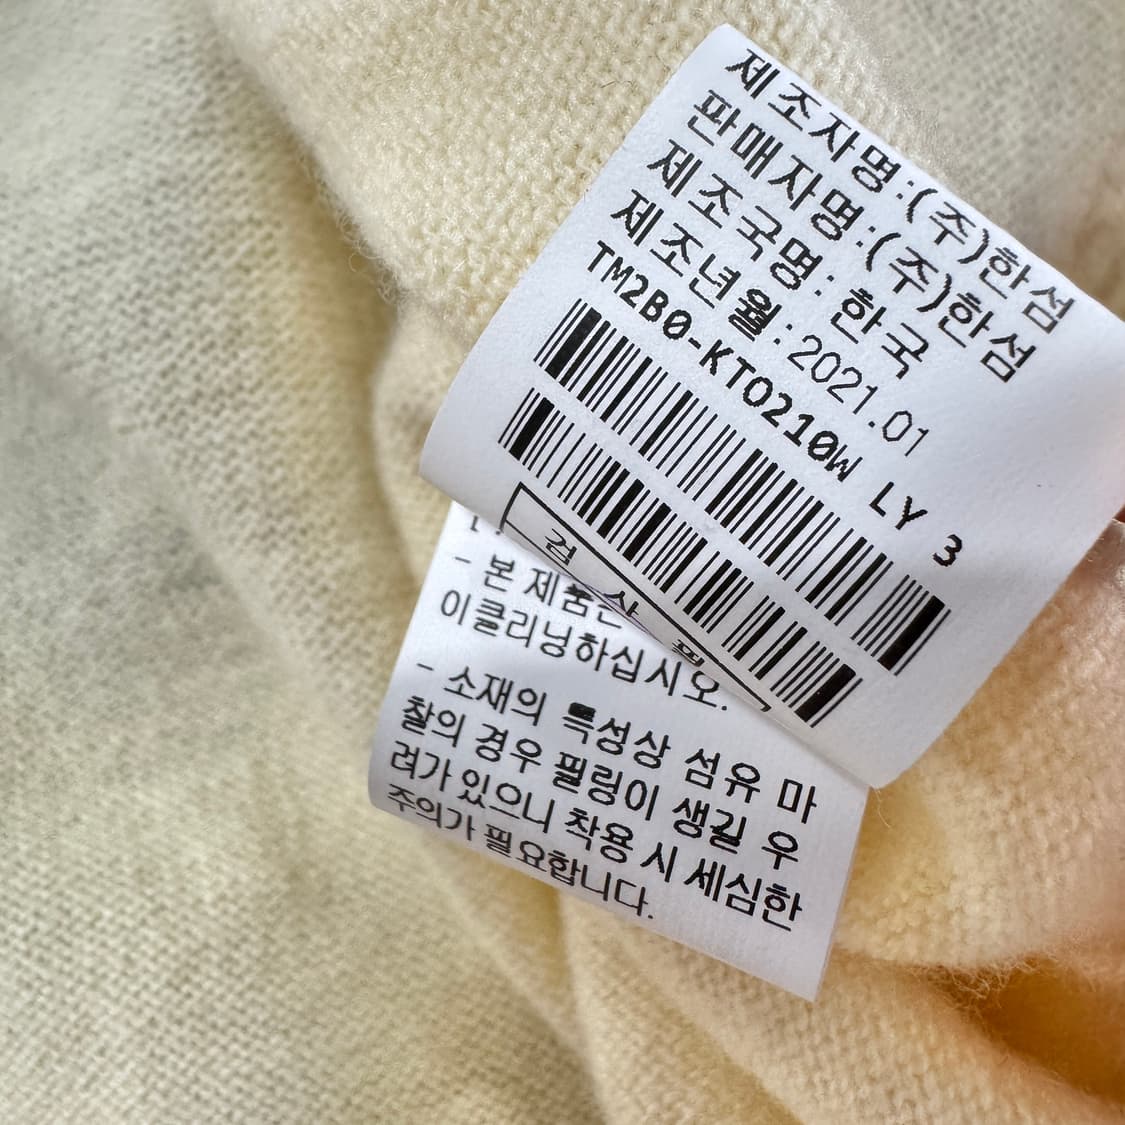 제조자명:(주)한섬
판매자명:(주)한섬
제조국명:한국
제조년월:2021.01
TM2B0-KTO210W LY 3
검 사 필
- 본 제품은
이클리닝하십시오.
- 소재의 특성상 섬유 마
찰의 경우 필링이 생길 우
려가 있으니 착용 시 세심한
주의가 필요합니다.